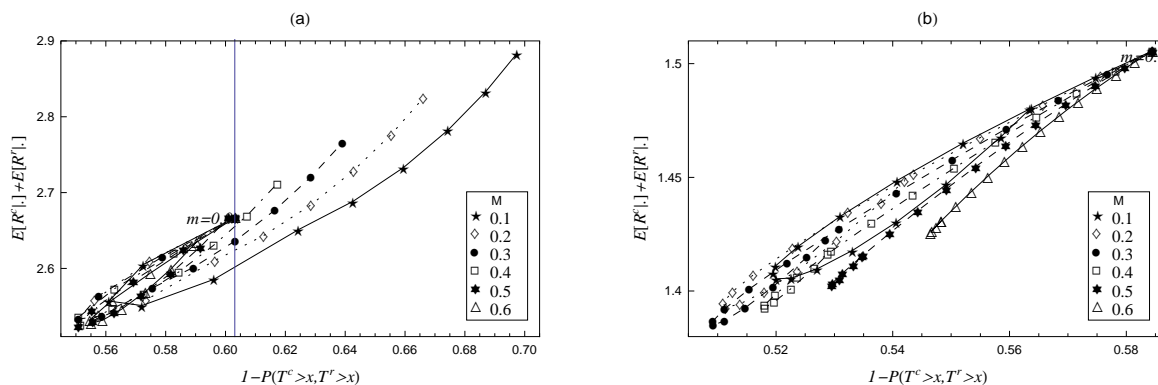 (a)
2.9
2.8
2.7
2.6
E[R^c|.]+E[R^r|.]
m=0.
M
0.1
0.2
0.3
0.4
0.5
0.6
0.56 0.58 0.60 0.62 0.64 0.66 0.68 0.70
1−P(T^c>x,T^r>x)
(b)
1.5
1.45
1.4
E[R^c|.]+E[R^r|.]
m=0.
M
0.1
0.2
0.3
0.4
0.5
0.6
0.52 0.54 0.56 0.58
1−P(T^c>x,T^r>x)